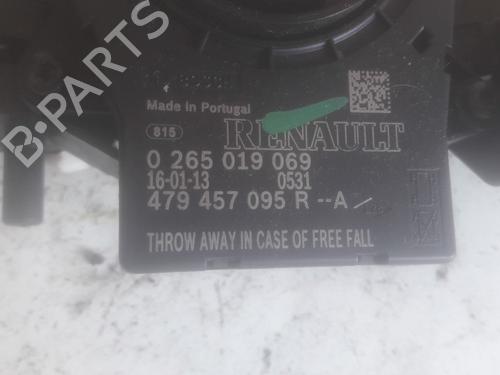 B-PARTS
Made in Portugal
815
RENAULT
0 265 019 069
16-01-13 0531
479 457 095 R --A
THROW AWAY IN CASE OF FREE FALL